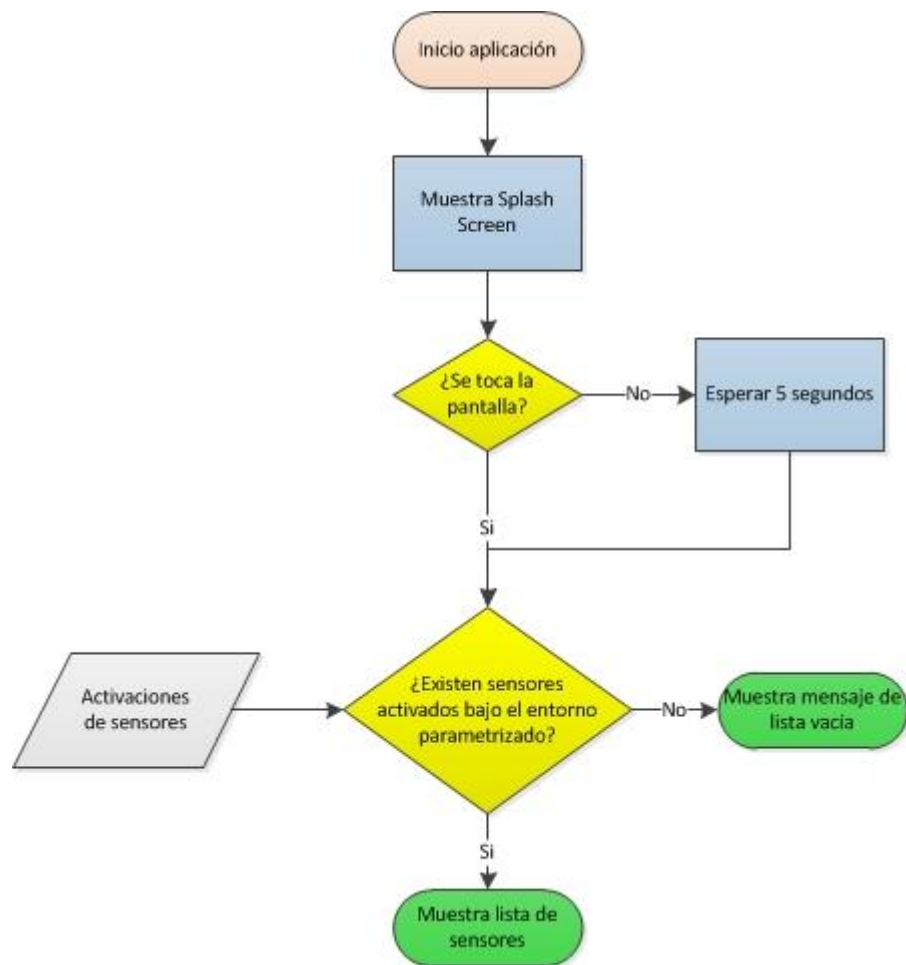 Inicio aplicación
Muestra Splash
Screen
¿Se toca la
pantalla?
No
Esperar 5 segundos
Si
Activaciones
de sensores
¿Existen sensores
activados bajo el entorno
parametrizado?
No
Muestra mensaje de
lista vacía
Si
Muestra lista de
sensores